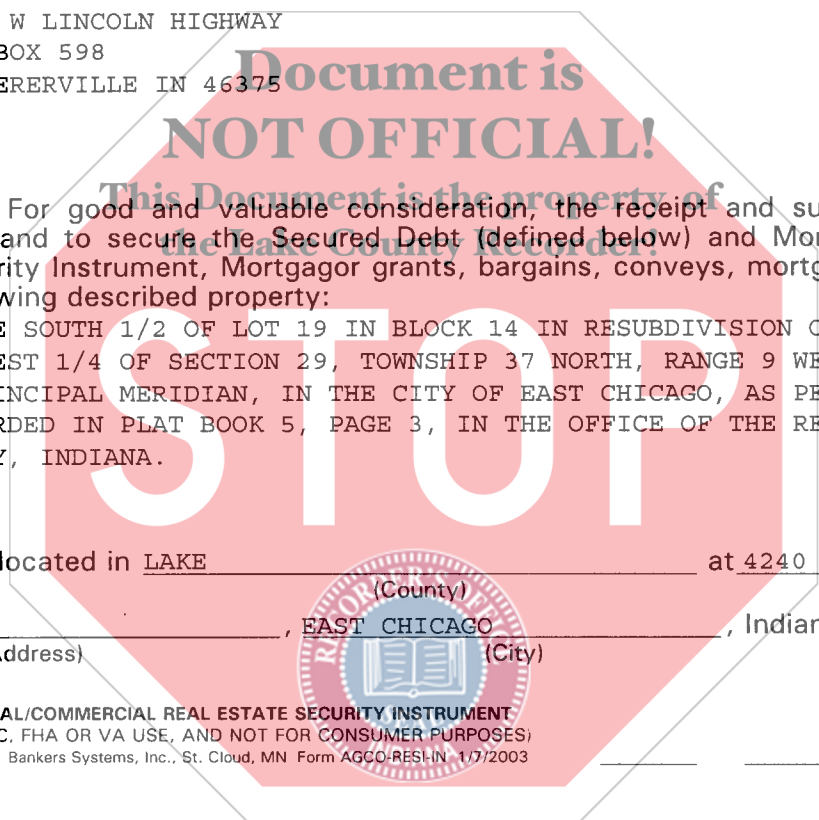 W LINCOLN HIGHWAY
BOX 598
ERERVILLE IN 46375
Document is
NOT OFFICIAL!
This Document is the property of
the Lake County Recorder!
For good and valuable consideration, the receipt and su
and to secure the Secured Debt (defined below) and Mor
rity Instrument, Mortgagor grants, bargains, conveys, mortg
wing described property:
E SOUTH 1/2 OF LOT 19 IN BLOCK 14 IN RESUBDIVISION O
EST 1/4 OF SECTION 29, TOWNSHIP 37 NORTH, RANGE 9 WE
INCIPAL MERIDIAN, IN THE CITY OF EAST CHICAGO, AS PE
RDED IN PLAT BOOK 5, PAGE 3, IN THE OFFICE OF THE RE
Y, INDIANA.
STOP
located in LAKE at 4240
(County)
, EAST CHICAGO , Indian
ddress) (City)
RECORDER'S OFFICE
SEAL
INDIANA
AL/COMMERCIAL REAL ESTATE SECURITY INSTRUMENT
C, FHA OR VA USE, AND NOT FOR CONSUMER PURPOSES)
Bankers Systems, Inc., St. Cloud, MN Form AGCO-RESI-IN 1/7/2003